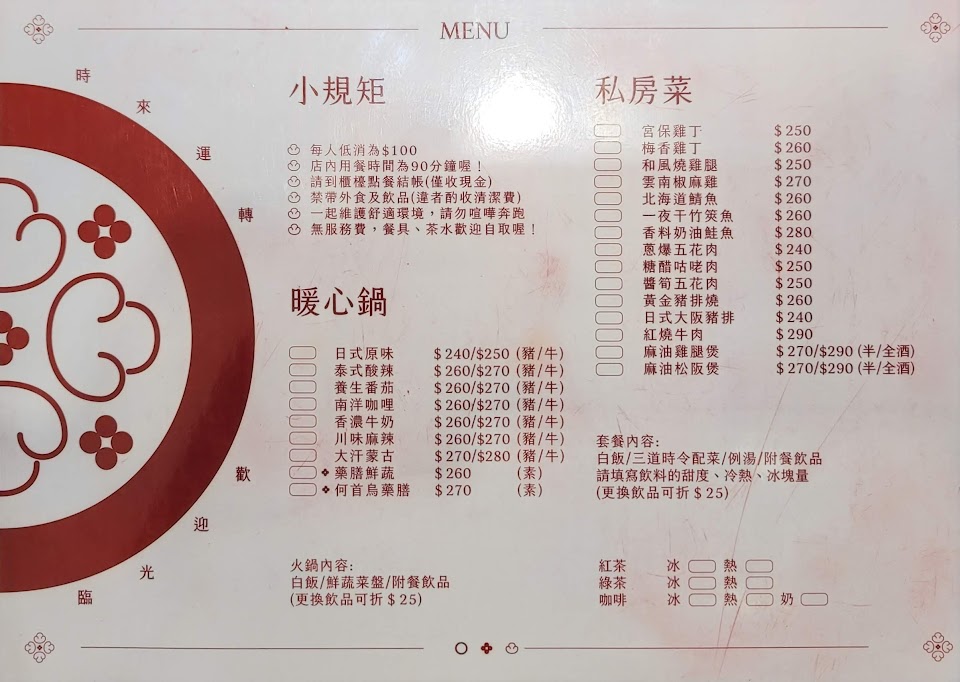 MENU
時來運轉
歡迎光臨
小規矩
每人低消為$100
店內用餐時間為90分鐘喔！
請到櫃檯點餐結帳(僅收現金)
禁帶外食及飲品(違者酌收清潔費)
一起維護舒適環境，請勿喧嘩奔跑
無服務費，餐具、茶水歡迎自取喔！
暖心鍋
日式原味 $240/$250 (豬/牛)
泰式酸辣 $260/$270 (豬/牛)
養生番茄 $260/$270 (豬/牛)
南洋咖哩 $260/$270 (豬/牛)
香濃牛奶 $260/$270 (豬/牛)
川味麻辣 $260/$270 (豬/牛)
大汗蒙古 $270/$280 (豬/牛)
藥膳鮮蔬 $260 (素)
何首烏藥膳 $270 (素)
火鍋內容:
白飯/鮮蔬菜盤/附餐飲品
(更換飲品可折$25)
私房菜
宮保雞丁 $250
梅香雞丁 $260
和風燒雞腿 $250
雲南椒麻雞 $270
北海道鯖魚 $260
一夜干竹筴魚 $260
香料奶油鮭魚 $280
蔥爆五花肉 $240
糖醋咕咾肉 $250
醬筍五花肉 $250
黃金豬排燒 $260
日式大阪豬排 $240
紅燒牛肉 $290
麻油雞腿煲 $270/$290 (半/全酒)
麻油松阪煲 $270/$290 (半/全酒)
套餐內容:
白飯/三道時令配菜/例湯/附餐飲品
請填寫飲料的甜度、冷熱、冰塊量
(更換飲品可折$25)
紅茶 冰 熱
綠茶 冰 熱
咖啡 冰 熱 奶